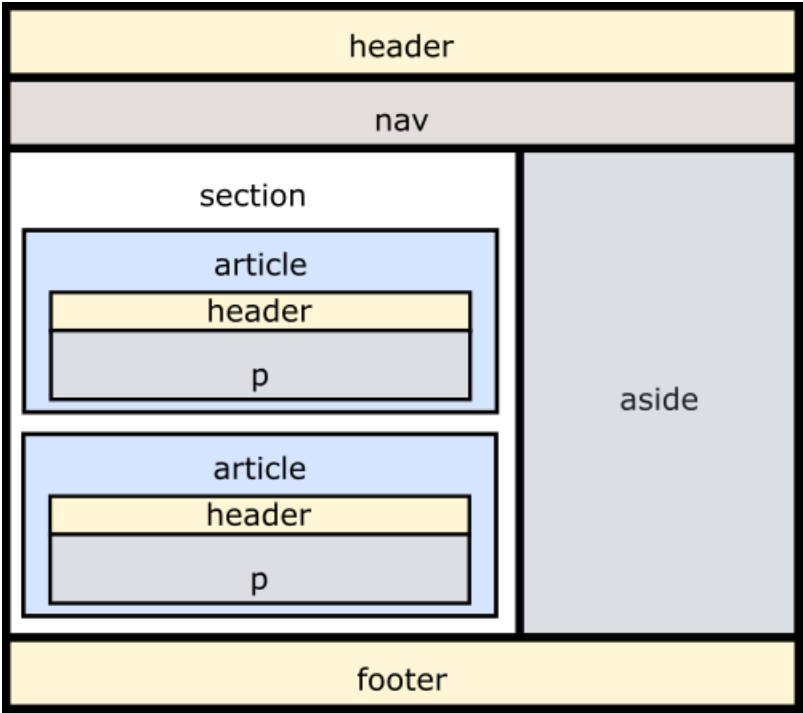 header
nav
section
article
header
p
article
header
p
aside
footer